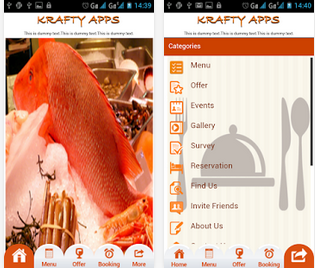 14:39
KRAFTY APPS
This is dummy text.This is dummy text.This is dummy text.
Menu
Offer
Booking
More
14:40
KRAFTY APPS
This is dummy text.This is dummy text.This is dummy text.
Categories
Menu
Offer
Events
Gallery
Survey
Reservation
Find Us
Invite Friends
About Us
Home
Menu
Offer
Booking